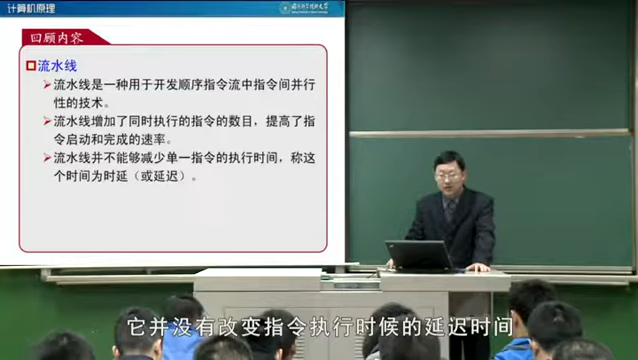 计算机原理
回顾内容
流水线
流水线是一种用于开发顺序指令流中指令间并行
性的技术。
流水线增加了同时执行的指令的数目，提高了指
令启动和完成的速率。
流水线并不能够减少单一指令的执行时间，称这
个时间为时延（或延迟）。
它并没有改变指令执行时候的延迟时间